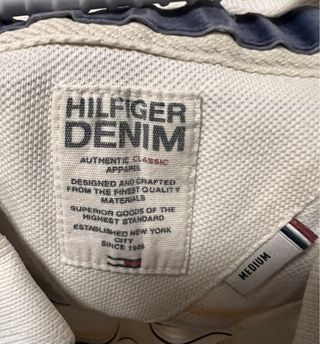 HILFIGER
DENIM
AUTHENTIC CLASSIC
APPAREL
DESIGNED AND CRAFTED
FROM THE FINEST QUALITY
MATERIALS
SUPERIOR GOODS OF THE
HIGHEST STANDARD
ESTABLISHED NEW YORK
CITY
SINCE 1985
MEDIUM